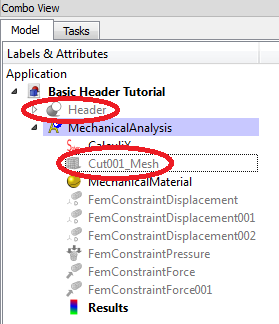 Combo View
Model Tasks
Labels & Attributes
Application
Basic Header Tutorial
Header
MechanicalAnalysis
CalculiX
Cut001_Mesh
MechanicalMaterial
FemConstraintDisplacement
FemConstraintDisplacement001
FemConstraintDisplacement002
FemConstraintPressure
FemConstraintForce
FemConstraintForce001
Results